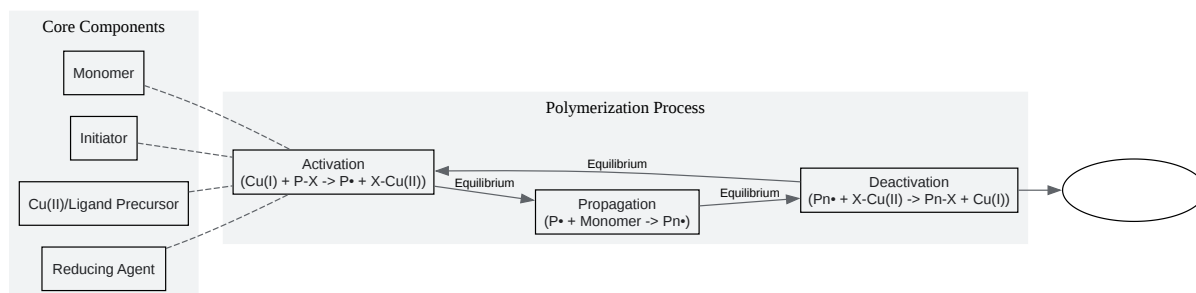 Core Components
Monomer
Initiator
Cu(II)/Ligand Precursor
Reducing Agent
Polymerization Process
Activation
(Cu(I) + P-X -> P• + X-Cu(II))
Equilibrium
Equilibrium
Propagation
(P• + Monomer -> Pn•)
Equilibrium
Deactivation
(Pn• + X-Cu(II) -> Pn-X + Cu(I))